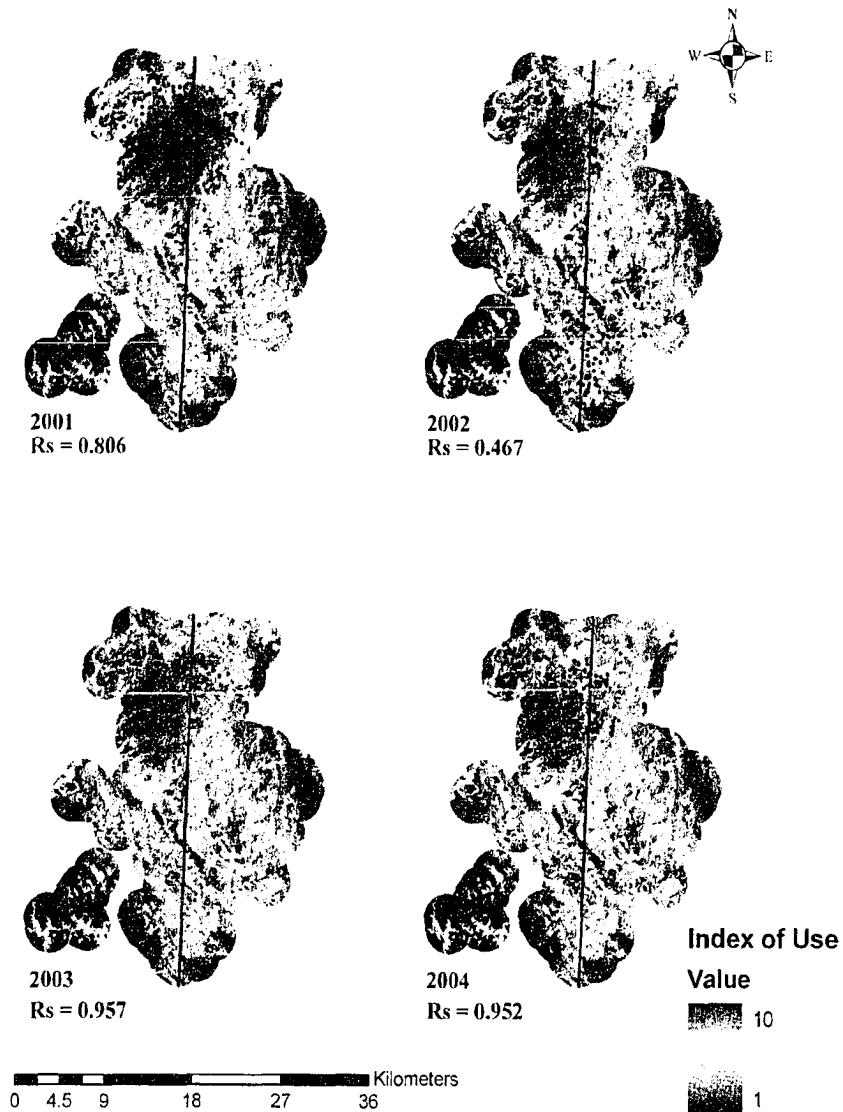 N
W E
S
2001
Rs = 0.806
2002
Rs = 0.467
2003
Rs = 0.957
2004
Rs = 0.952
Index of Use
Value
10
1
Kilometers
0 4.5 9 18 27 36